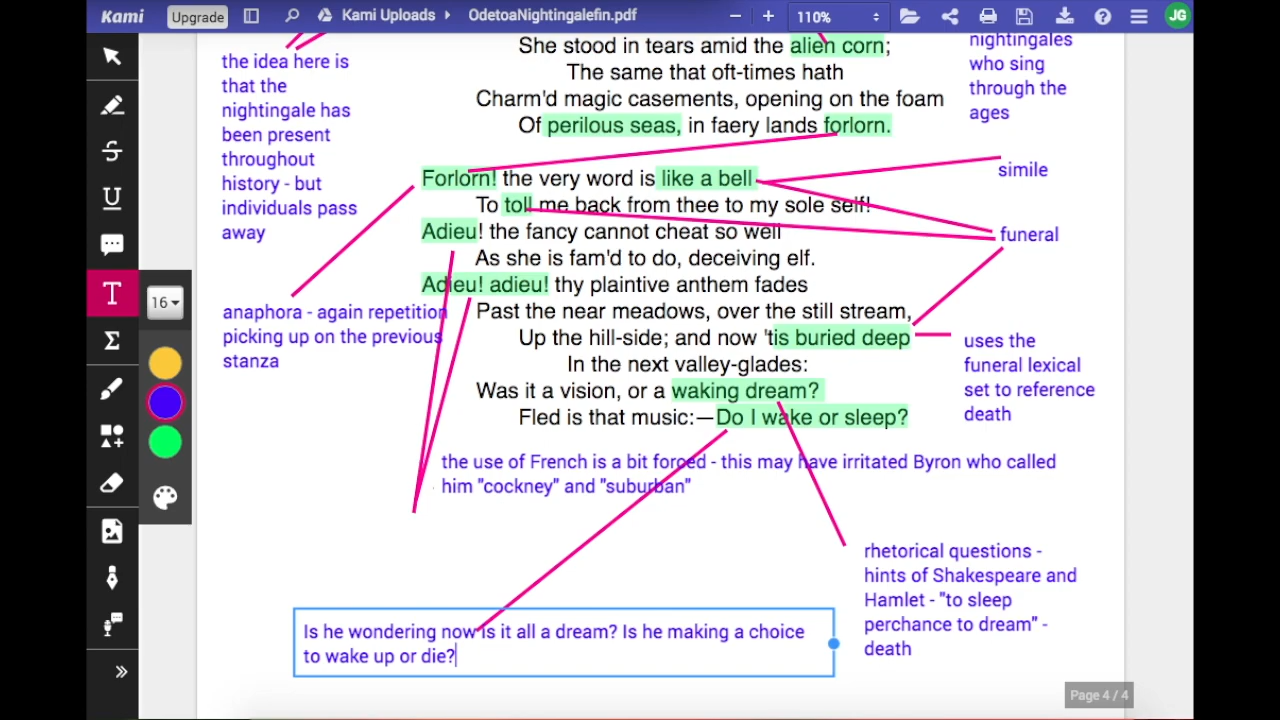 Kami
Upgrade
Kami Uploads
OdetoaNightingalefin.pdf
110%
JG
She stood in tears amid the alien corn;
The same that oft-times hath
Charm'd magic casements, opening on the foam
Of perilous seas, in faery lands forlorn.
Forlorn! the very word is like a bell
To toll me back from thee to my sole self!
Adieu! the fancy cannot cheat so well
As she is fam'd to do, deceiving elf.
Adieu! adieu! thy plaintive anthem fades
Past the near meadows, over the still stream,
Up the hill-side; and now 'tis buried deep
In the next valley-glades:
Was it a vision, or a waking dream?
Fled is that music:—Do I wake or sleep?
the idea here is
that the
nightingale has
been present
throughout
history - but
individuals pass
away
anaphora - again repetition
picking up on the previous
stanza
nightingales
who sing
through the
ages
simile
funeral
uses the
funeral lexical
set to reference
death
the use of French is a bit forced - this may have irritated Byron who called
him "cockney" and "suburban"
rhetorical questions -
hints of Shakespeare and
Hamlet - "to sleep
perchance to dream" -
death
Is he wondering now is it all a dream? Is he making a choice
to wake up or die?
16
Page 4 / 4